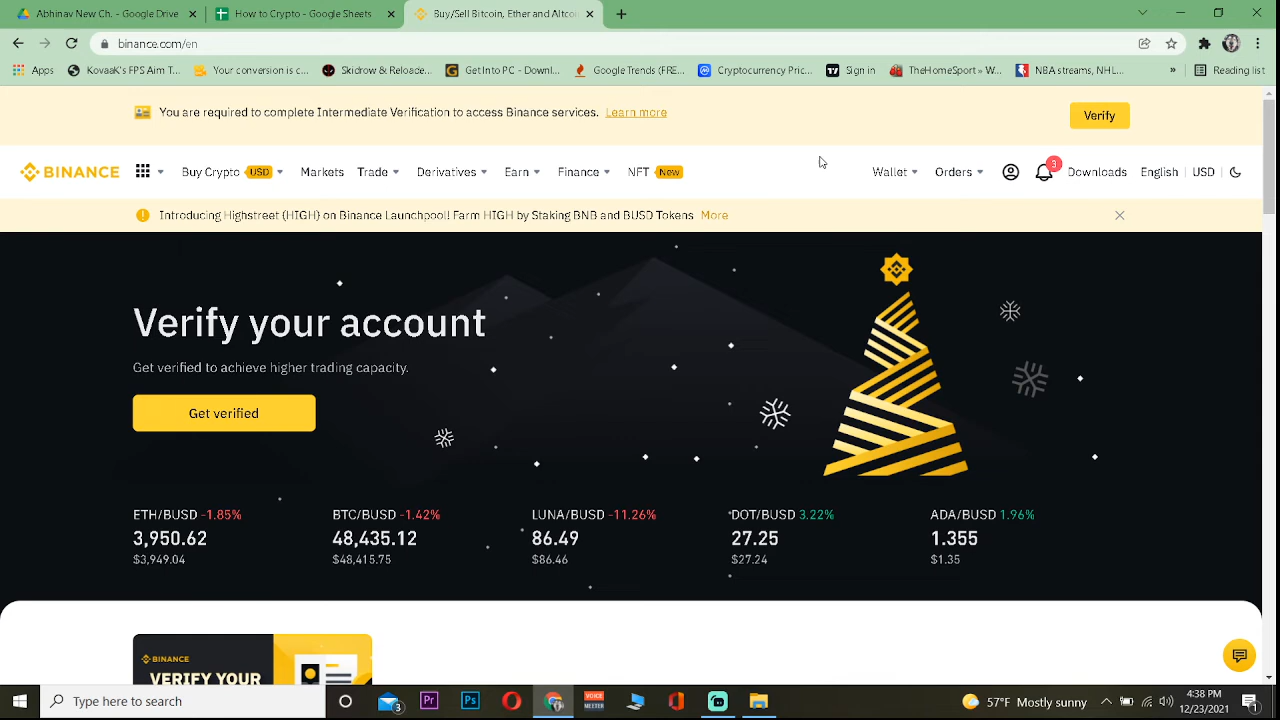 Abhinav New Ch. - Google Drive
How to Crypto - Google Sheets
Buy/Sell Bitcoin, Ether and Altcoi
binance.com/en
Apps
KovaaK's FPS Aim T...
Your conversion is c...
Skidrow & Reloade...
Get Into PC - Downl...
Google Trends (FRE...
Cryptocurrency Pric...
Sign in
TheHomeSport » W...
NBA streams, NHL...
»
Reading list
You are required to complete Intermediate Verification to access Binance services. Learn more
Verify
BINANCE
Buy Crypto USD
Markets
Trade
Derivatives
Earn
Finance
NFT New
Wallet
Orders
3
Downloads
English
USD
Introducing Highstreet (HIGH) on Binance Launchpool! Farm HIGH by Staking BNB and BUSD Tokens More
Verify your account
Get verified to achieve higher trading capacity.
Get verified
ETH/BUSD -1.85%
3,950.62
$3,949.04
BTC/BUSD -1.42%
48,435.12
$48,415.75
LUNA/BUSD -11.26%
86.49
$86.46
DOT/BUSD 3.22%
27.25
$27.24
ADA/BUSD 1.96%
1.355
$1.35
BINANCE
VERIFY YOUR
Type here to search
3
Pr
Ps
VOICE
MEETER
57°F Mostly sunny
4:38 PM
12/23/2021
1